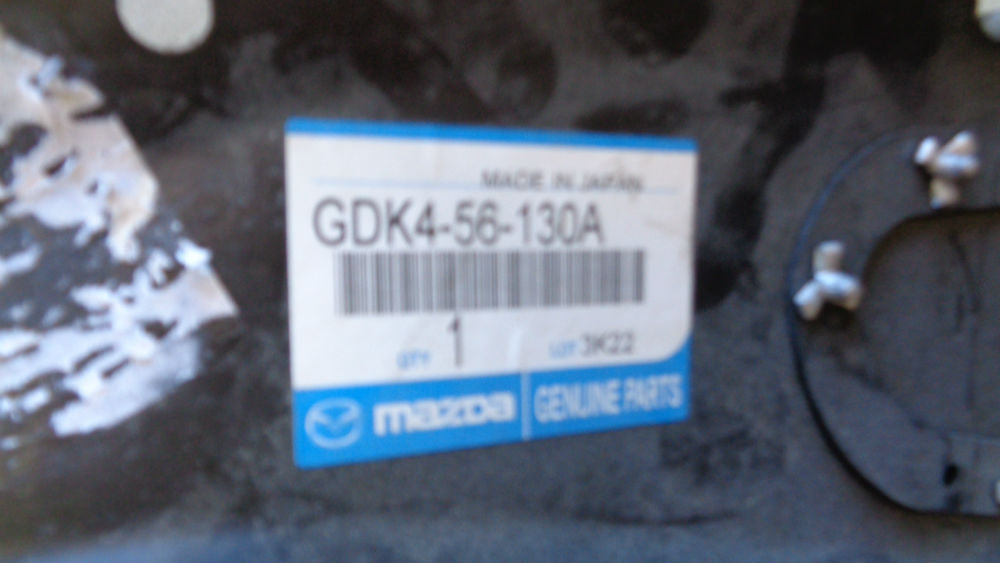 MADE IN JAPAN
GDK4-56-130A
QTY 1 LOT 3K22
mazda GENUINE PARTS